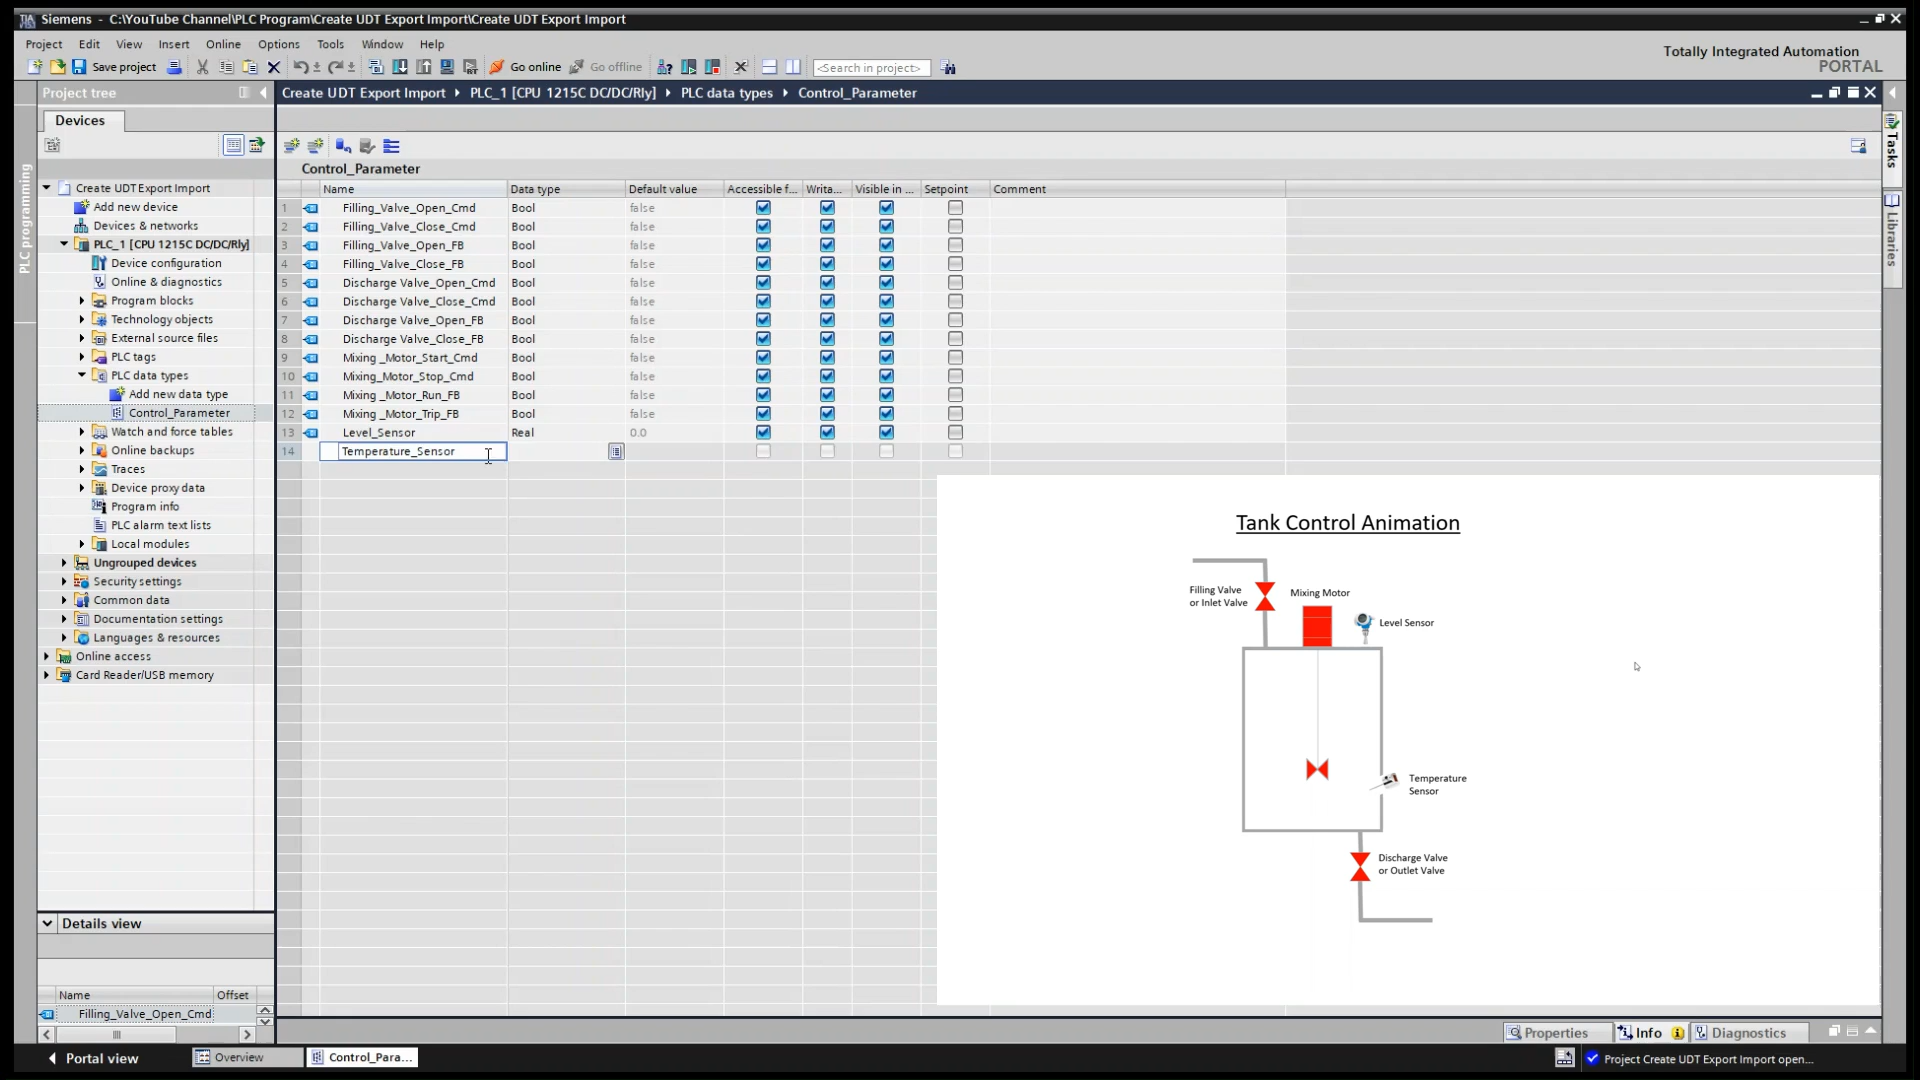 Siemens - C:\YouTube Channel\PLC Program\Create UDT Export Import\Create UDT Export Import
Project Edit View Insert Online Options Tools Window Help
Totally Integrated Automation
PORTAL
Save project Go online Go offline <Search in project>
Project tree
Create UDT Export Import PLC_1 [CPU 1215C DC/DC/Rly] PLC data types Control_Parameter
Devices
PLC programming
Create UDT Export Import
Add new device
Devices & networks
PLC_1 [CPU 1215C DC/DC/Rly]
Device configuration
Online & diagnostics
Program blocks
Technology objects
External source files
PLC tags
PLC data types
Add new data type
Control_Parameter
Watch and force tables
Online backups
Traces
Device proxy data
Program info
PLC alarm text lists
Local modules
Ungrouped devices
Security settings
Common data
Documentation settings
Languages & resources
Online access
Card Reader/USB memory
Details view
Name Offset
Filling_Valve_Open_Cmd
Control_Parameter
Name Data type Default value Accessible f... Writa... Visible in ... Setpoint Comment
1 Filling_Valve_Open_Cmd Bool false
2 Filling_Valve_Close_Cmd Bool false
3 Filling_Valve_Open_FB Bool false
4 Filling_Valve_Close_FB Bool false
5 Discharge Valve_Open_Cmd Bool false
6 Discharge Valve_Close_Cmd Bool false
7 Discharge Valve_Open_FB Bool false
8 Discharge Valve_Close_FB Bool false
9 Mixing _Motor_Start_Cmd Bool false
10 Mixing_Motor_Stop_Cmd Bool false
11 Mixing _Motor_Run_FB Bool false
12 Mixing _Motor_Trip_FB Bool false
13 Level_Sensor Real 0.0
14 Temperature_Sensor
Tank Control Animation
Filling Valve
or Inlet Valve
Mixing Motor
Level Sensor
Temperature
Sensor
Discharge Valve
or Outlet Valve
Tasks
Libraries
Properties Info Diagnostics
Portal view Overview Control_Para... Project Create UDT Export Import open...